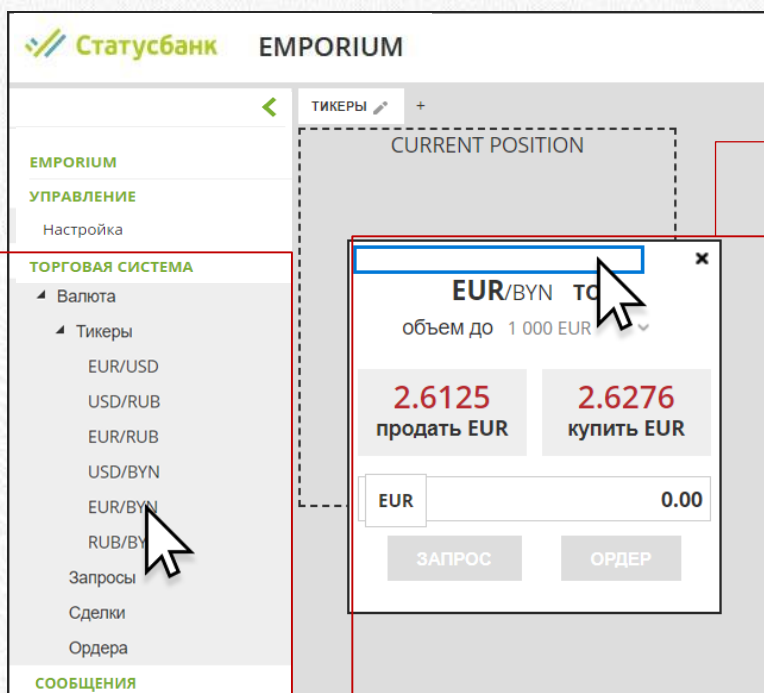 Статусбанк EMPORIUM
ТИКЕРЫ +
CURRENT POSITION
EMPORIUM
УПРАВЛЕНИЕ
Настройка
ТОРГОВАЯ СИСТЕМА
Валюта
Тикеры
EUR/USD
USD/RUB
EUR/RUB
USD/BYN
EUR/BYN
Запросы
Сделки
Ордера
СООБЩЕНИЯ
EUR/BYN
объем до 1 000 EUR
2.6125 2.6276
продать EUR купить EUR
EUR 0.00
ЗАПРОС ОРДЕР